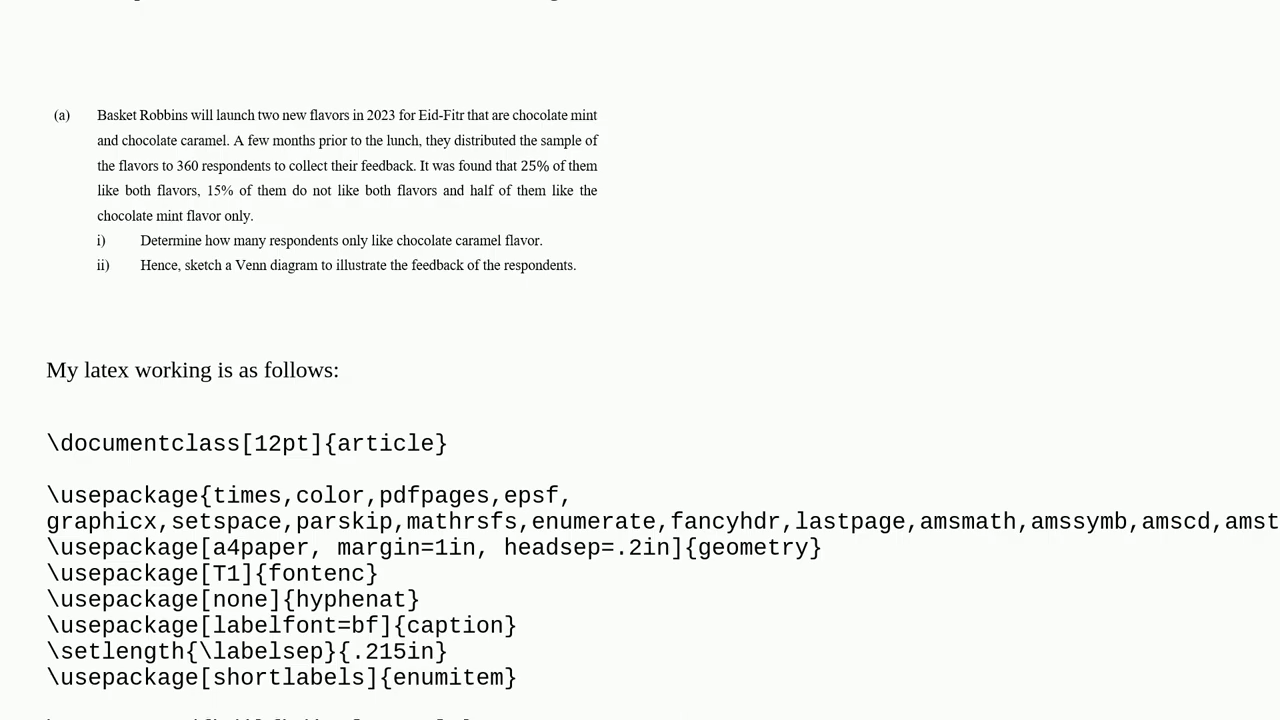 (a) Basket Robbins will launch two new flavors in 2023 for Eid-Fitr that are chocolate mint
and chocolate caramel. A few months prior to the lunch, they distributed the sample of
the flavors to 360 respondents to collect their feedback. It was found that 25% of them
like both flavors, 15% of them do not like both flavors and half of them like the
chocolate mint flavor only.
i) Determine how many respondents only like chocolate caramel flavor.
ii) Hence, sketch a Venn diagram to illustrate the feedback of the respondents.
My latex working is as follows:
\documentclass[12pt]{article}
\usepackage{times,color,pdfpages,epsf,
graphicx,setspace,parskip,mathrsfs,enumerate,fancyhdr,lastpage,amsmath,amssymb,amscd,amst
\usepackage[a4paper, margin=1in, headsep=.2in]{geometry}
\usepackage[T1]{fontenc}
\usepackage[none]{hyphenat}
\usepackage[labelfont=bf]{caption}
\setlength{\labelsep}{.215in}
\usepackage[shortlabels]{enumitem}